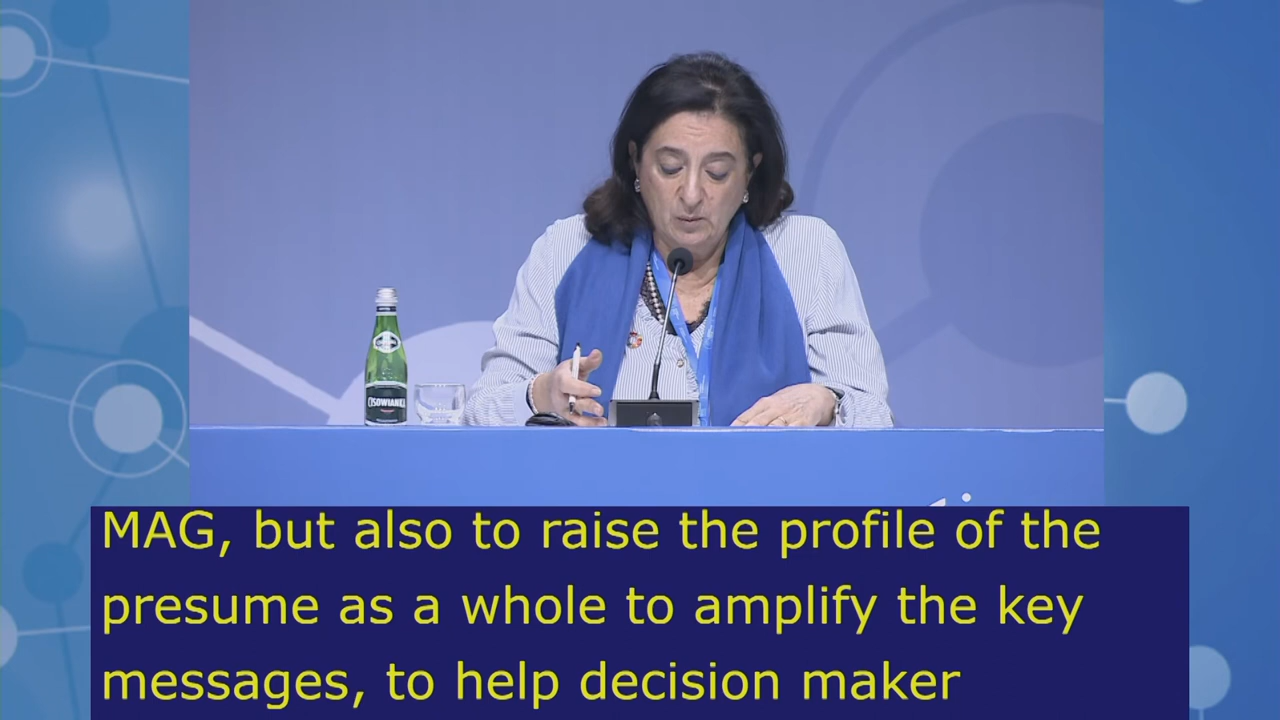 CISOWIANKA
MAG, but also to raise the profile of the
presume as a whole to amplify the key
messages, to help decision maker